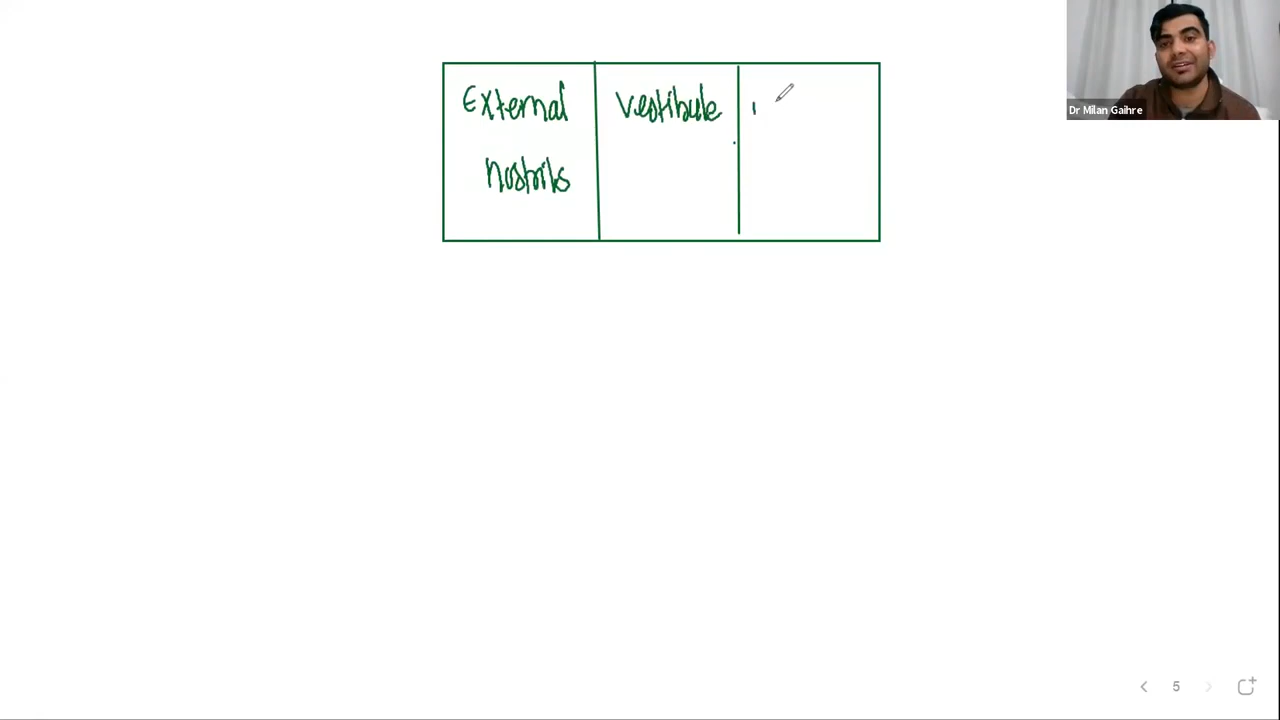 External
nostrils
vestibule
Dr Milan Gaihre
5